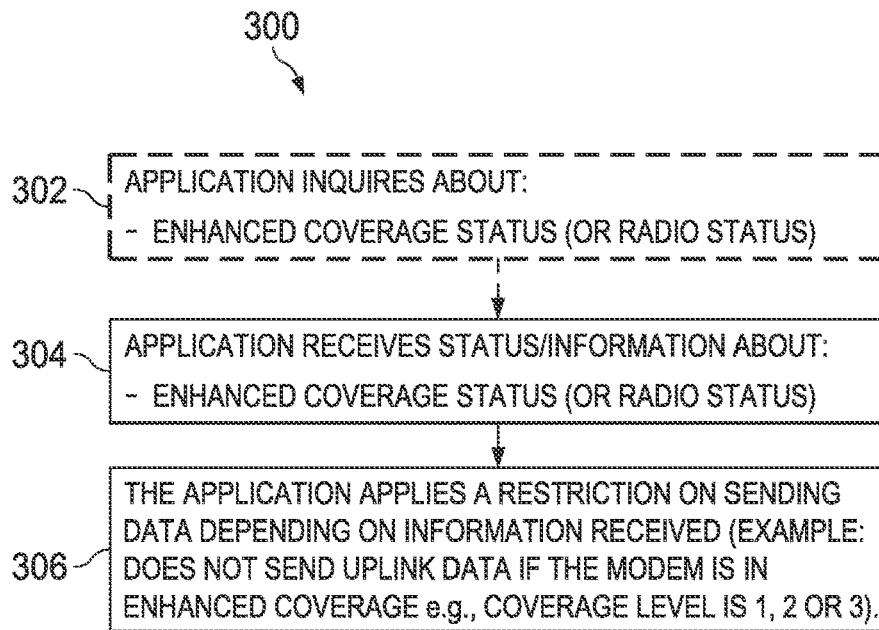 300
302
APPLICATION INQUIRES ABOUT:
- ENHANCED COVERAGE STATUS (OR RADIO STATUS)
304
APPLICATION RECEIVES STATUS/INFORMATION ABOUT:
- ENHANCED COVERAGE STATUS (OR RADIO STATUS)
306
THE APPLICATION APPLIES A RESTRICTION ON SENDING
DATA DEPENDING ON INFORMATION RECEIVED (EXAMPLE:
DOES NOT SEND UPLINK DATA IF THE MODEM IS IN
ENHANCED COVERAGE e.g., COVERAGE LEVEL IS 1, 2 OR 3).